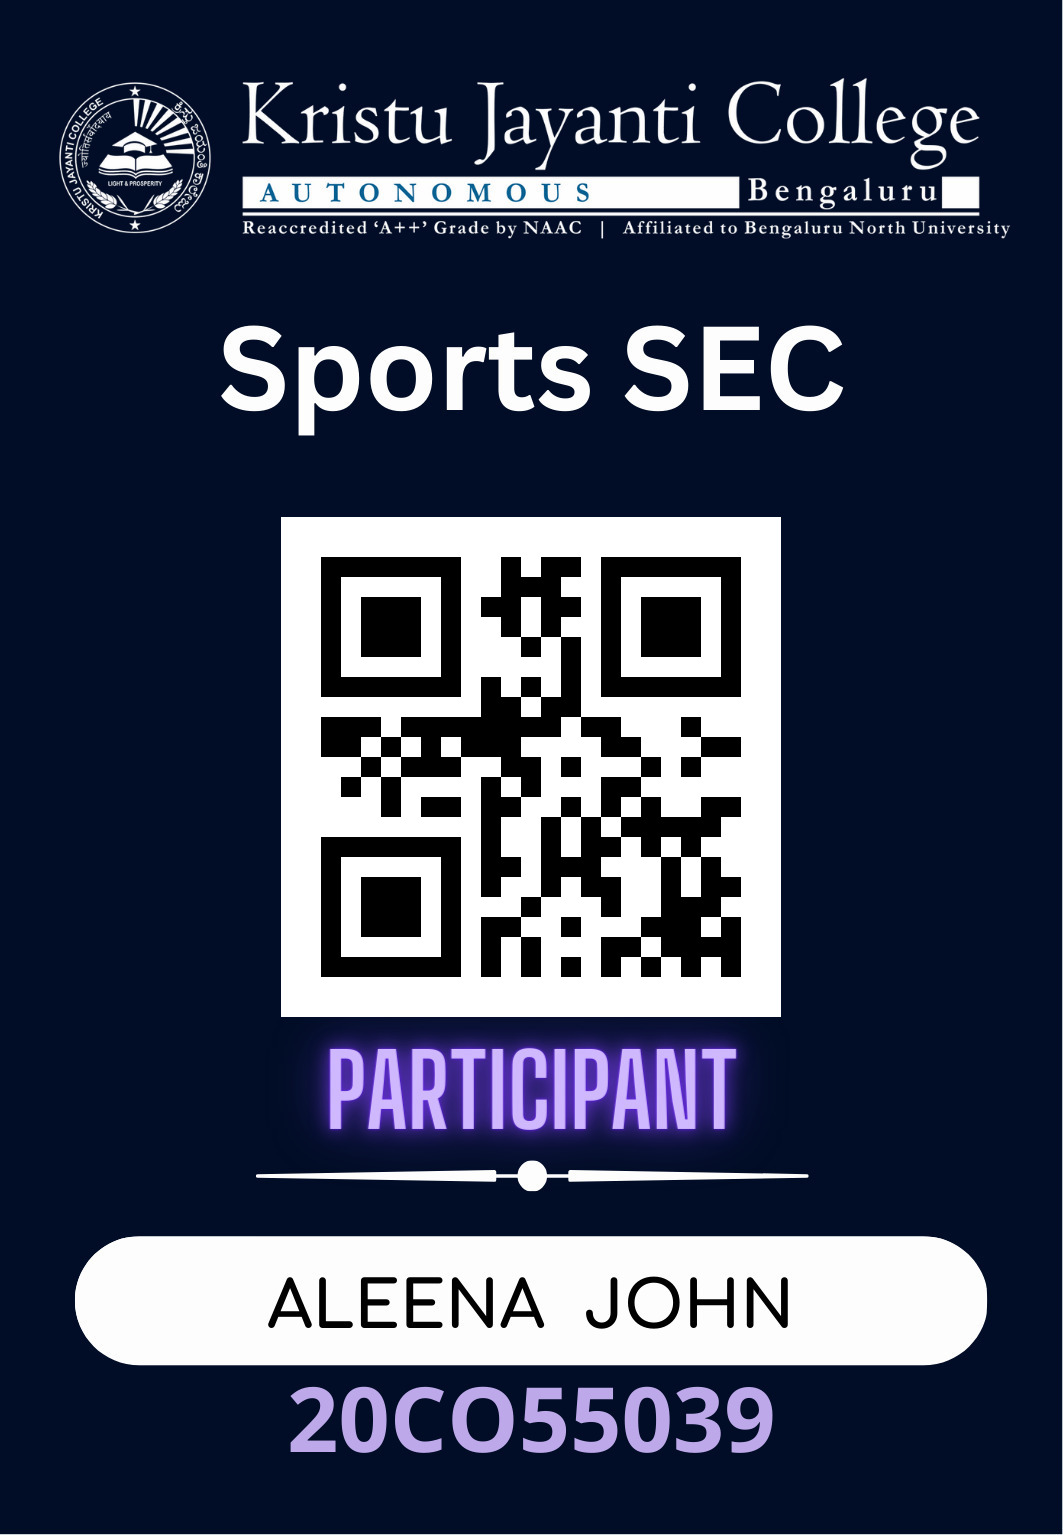 KRISTU JAYANTI COLLEGE
ಕ್ರಿಸ್ತು ಜಯಂತಿ ಕಾಲೇಜು
LIGHT & PROSPERITY
Kristu Jayanti College
AUTONOMOUS Bengaluru
Reaccredited ‘A++’ Grade by NAAC | Affiliated to Bengaluru North University
Sports SEC
PARTICIPANT
ALEENA JOHN
20CO55039